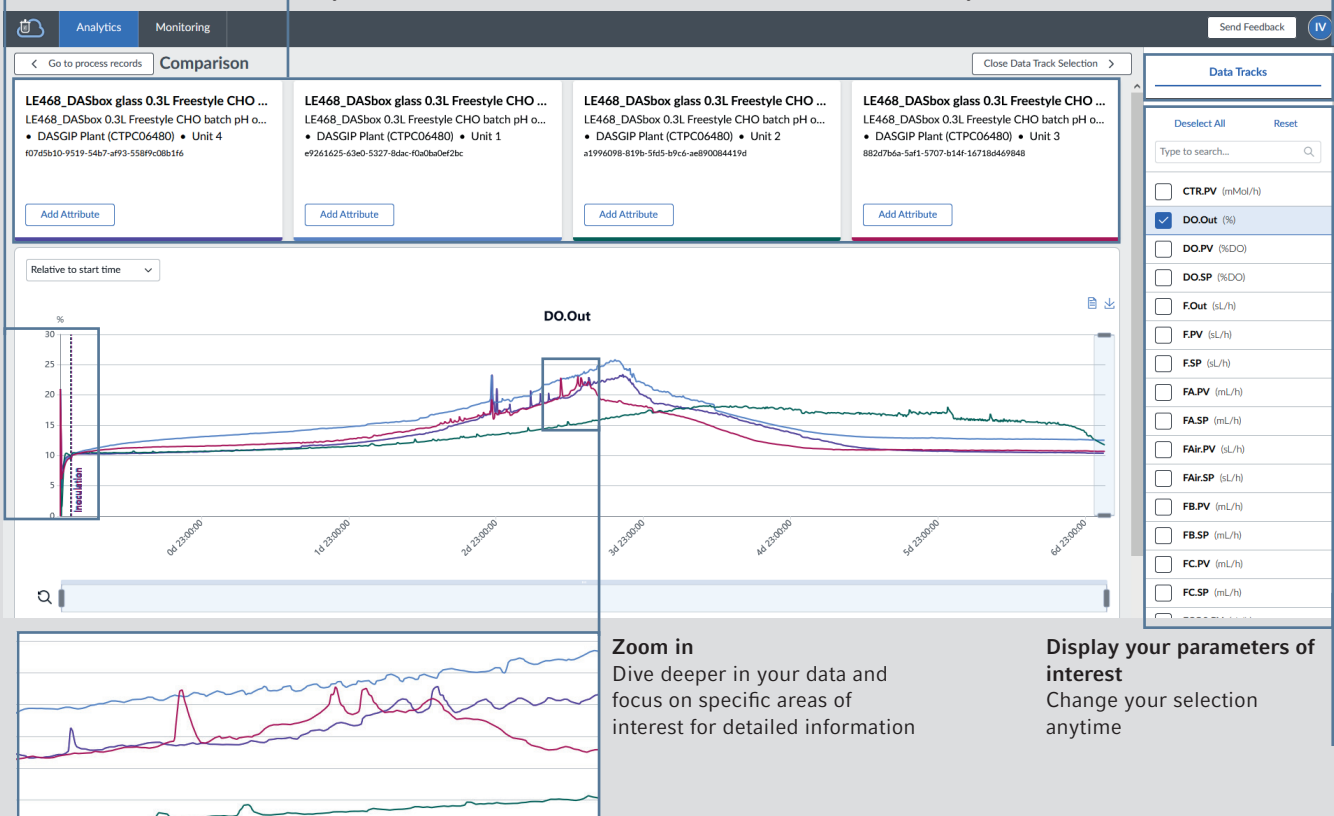 Analytics
Monitoring
Send Feedback
IV
Go to process records
Comparison
Close Data Track Selection
Data Tracks
LE468_DASbox glass 0.3L Freestyle CHO ...
LE468_DASbox 0.3L Freestyle CHO batch pH o...
• DASGIP Plant (CTPC06480) • Unit 4
f07d5b10-9519-54b7-af93-558f9c08b1f6
Add Attribute
LE468_DASbox glass 0.3L Freestyle CHO ...
LE468_DASbox 0.3L Freestyle CHO batch pH o...
• DASGIP Plant (CTPC06480) • Unit 1
e9261625-63e0-5327-8dac-f0a0ba0ef2bc
Add Attribute
LE468_DASbox glass 0.3L Freestyle CHO ...
LE468_DASbox 0.3L Freestyle CHO batch pH o...
• DASGIP Plant (CTPC06480) • Unit 2
a1996098-819b-5fd5-b9c6-ae890084419d
Add Attribute
LE468_DASbox glass 0.3L Freestyle CHO ...
LE468_DASbox 0.3L Freestyle CHO batch pH o...
• DASGIP Plant (CTPC06480) • Unit 3
882d7b6a-5af1-5707-b14f-16718d469848
Add Attribute
Deselect All
Reset
Type to search...
CTR.PV (mMol/h)
DO.Out (%)
DO.PV (%DO)
DO.SP (%DO)
F.Out (sL/h)
F.PV (sL/h)
F.SP (sL/h)
FA.PV (mL/h)
FA.SP (mL/h)
FAir.PV (sL/h)
FAir.SP (sL/h)
FB.PV (mL/h)
FB.SP (mL/h)
FC.PV (mL/h)
FC.SP (mL/h)
Relative to start time
DO.Out
%
30
25
20
15
10
5
0
Inoculation
0d 23:00:00
1d 23:00:00
2d 23:00:00
3d 23:00:00
4d 23:00:00
5d 23:00:00
6d 23:00:00
Zoom in
Dive deeper in your data and
focus on specific areas of
interest for detailed information
Display your parameters of
interest
Change your selection
anytime